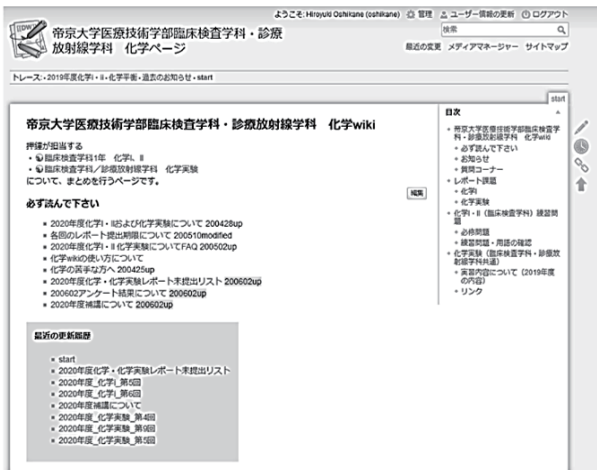 ようこそ: Hiroyuki Oshikane (oshikane) 管理 ユーザー情報の更新 ログアウト
帝京大学医療技術学部臨床検査学科・診療
放射線学科 化学ページ
検索
最近の変更 メディアマネージャー サイトマップ
トレース: • 2019年度化学I・II • 化学平衡 • 過去のお知らせ • start
start
帝京大学医療技術学部臨床検査学科・診療放射線学科 化学wiki
押鐘が担当する
・臨床検査学科1年 化学I、II
・臨床検査学科/診療放射線学科 化学実験
について、まとめを行うページです。
編集
必ず読んで下さい
2020年度化学I・IIおよび化学実験について 200428up
各回のレポート提出期限について 200510modified
2020年度化学I・II 化学実験についてFAQ 200502up
化学wikiの使い方について
化学の苦手な方へ 200425up
2020年度化学・化学実験レポート未提出リスト 200602up
200602アンケート結果について 200602up
2020年度補講について 200602up
最近の更新履歴
start
2020年度化学・化学実験レポート未提出リスト
2020年度_化学I_第5回
2020年度_化学I_第6回
2020年度補講について
2020年度_化学実験_第4回
2020年度_化学実験_第9回
2020年度_化学実験_第5回
目次
帝京大学医療技術学部臨床検査学
科・診療放射線学科 化学wiki
必ず読んで下さい
お知らせ
質問コーナー
レポート課題
化学I
化学実験
化学I・II(臨床検査学科)練習問
題
必修問題
練習問題・用語の確認
化学実験(臨床検査学科・診療放
射線学科共通)
実習内容について(2019年度
の内容)
リンク